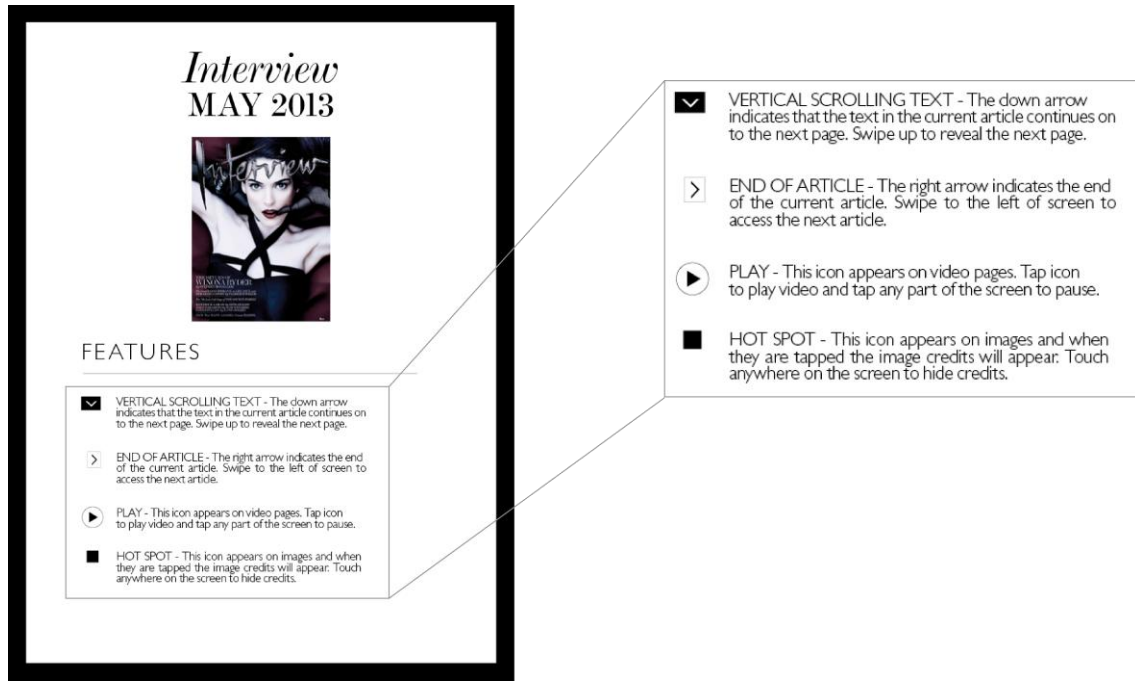 Interview
MAY 2013
Interview
WINONA RYDER
FEATURES
VERTICAL SCROLLING TEXT - The down arrow
indicates that the text in the current article continues on
to the next page. Swipe up to reveal the next page.
END OF ARTICLE - The right arrow indicates the end
of the current article. Swipe to the left of screen to
access the next article.
PLAY - This icon appears on video pages. Tap icon
to play video and tap any part of the screen to pause.
HOT SPOT - This icon appears on images and when
they are tapped the image credits will appear. Touch
anywhere on the screen to hide credits.
VERTICAL SCROLLING TEXT - The down arrow
indicates that the text in the current article continues on
to the next page. Swipe up to reveal the next page.
END OF ARTICLE - The right arrow indicates the end
of the current article. Swipe to the left of screen to
access the next article.
PLAY - This icon appears on video pages. Tap icon
to play video and tap any part of the screen to pause.
HOT SPOT - This icon appears on images and when
they are tapped the image credits will appear. Touch
anywhere on the screen to hide credits.